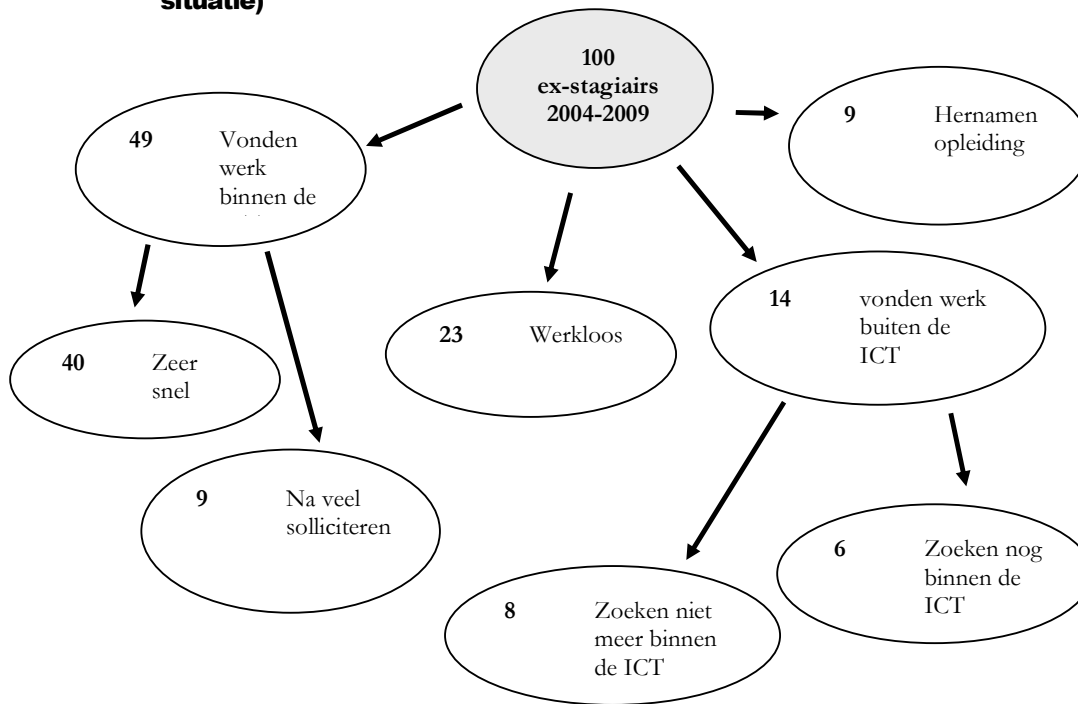 situatie)
100
ex-stagiairs
2004-2009
9 Hernamen
opleiding
49 Vonden
werk
binnen de
14 vonden werk
buiten de
ICT
23 Werkloos
40 Zeer
snel
9 Na veel
solliciteren
6 Zoeken nog
binnen de
ICT
8 Zoeken niet
meer binnen
de ICT